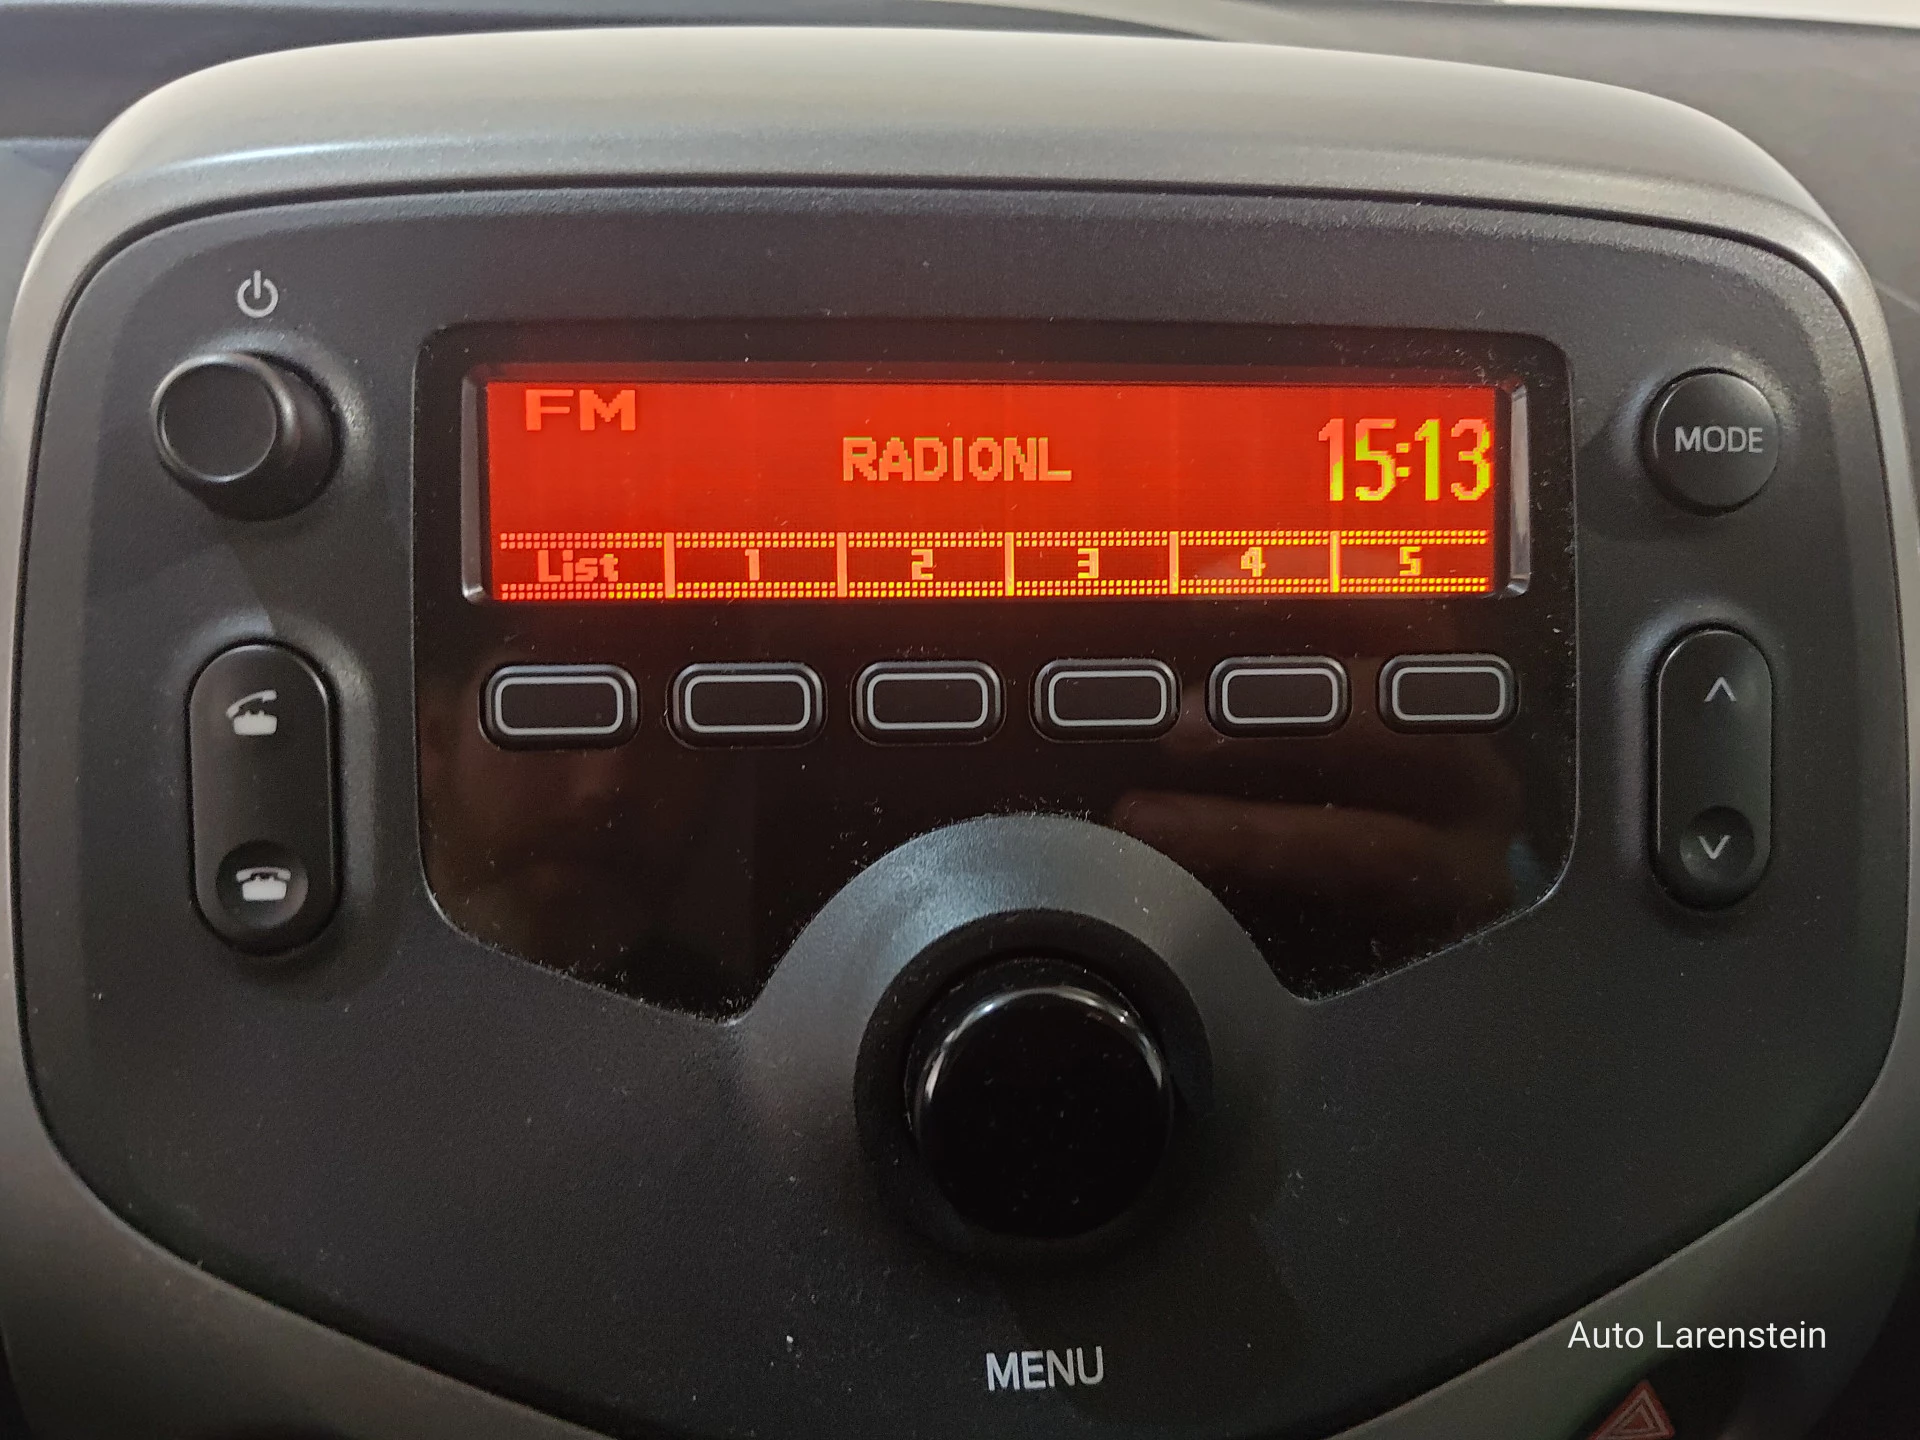 FM
RADIONL
15:13
List 1 2 3 4 5
MODE
MENU
Auto Larenstein